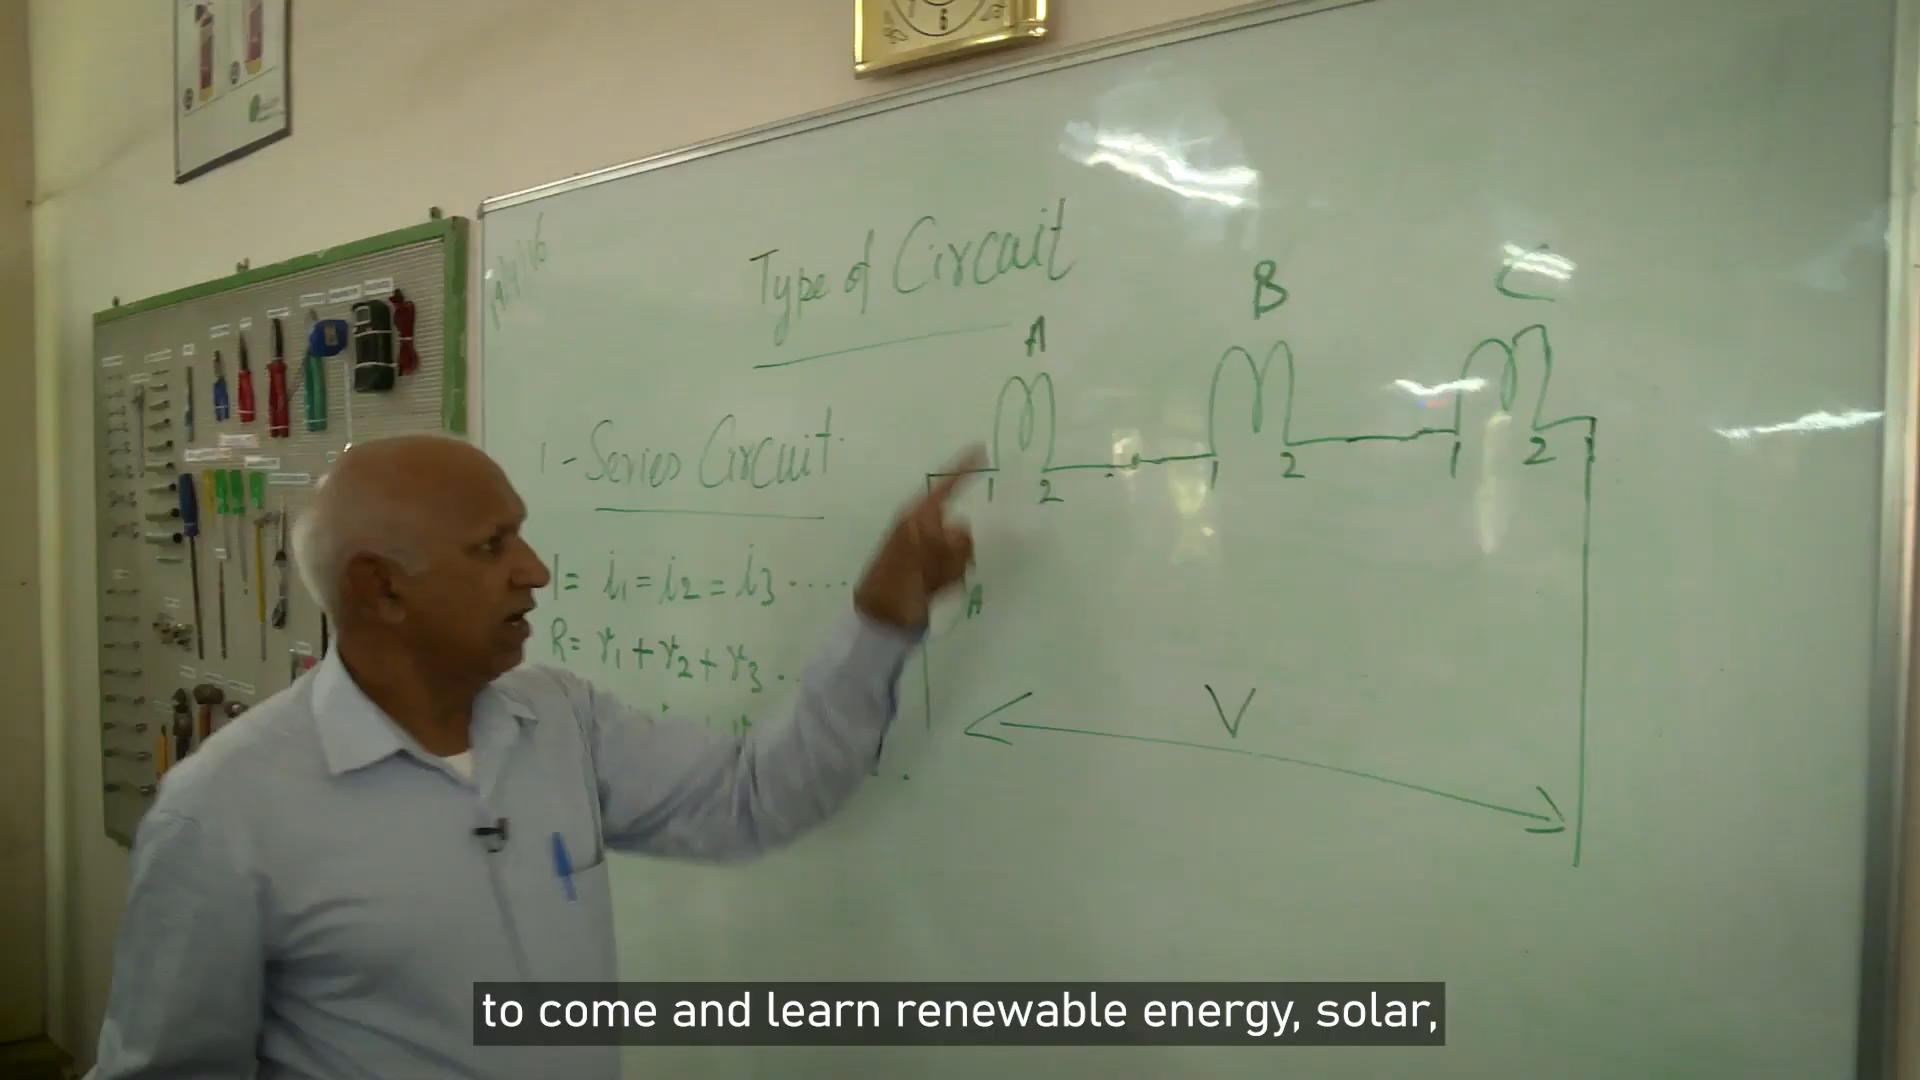 6
Type of Circuit
A
B
C
1 - Series Circuit
1 2 1 2 1 2
I = i1 = i2 = i3 .....
A
R = r1 + r2 + r3 ..
V
to come and learn renewable energy, solar,